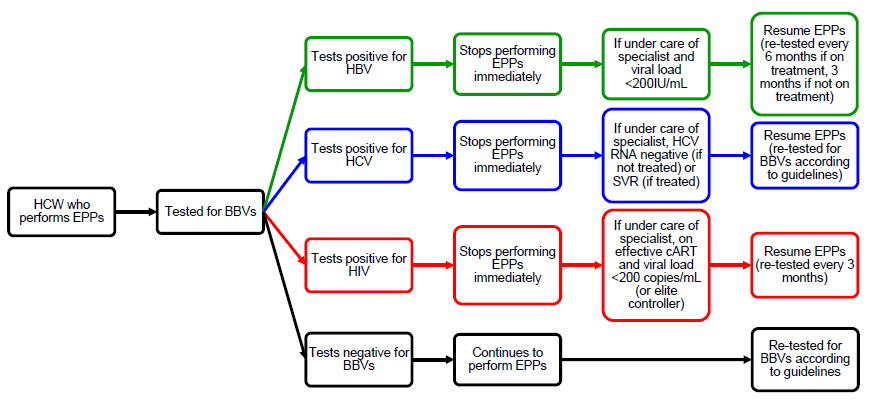 HCW who
performs EPPs
Tested for BBVs
Tests positive for
HBV
Stops performing
EPPs
immediately
If under care of
specialist and
viral load
<200IU/mL
Resume EPPs
(re-tested every
6 months if on
treatment, 3
months if not on
treatment)
Tests positive for
HCV
Stops performing
EPPs
immediately
If under care of
specialist, HCV
RNA negative (if
not treated) or
SVR (if treated)
Resume EPPs
(re-tested for
BBVs according
to guidelines)
Tests positive for
HIV
Stops performing
EPPs
immediately
If under care of
specialist, on
effective cART
and viral load
<200 copies/mL
(or elite
controller)
Resume EPPs
(re-tested every 3
months)
Tests negative for
BBVs
Continues to
perform EPPs
Re-tested for
BBVs according
to guidelines